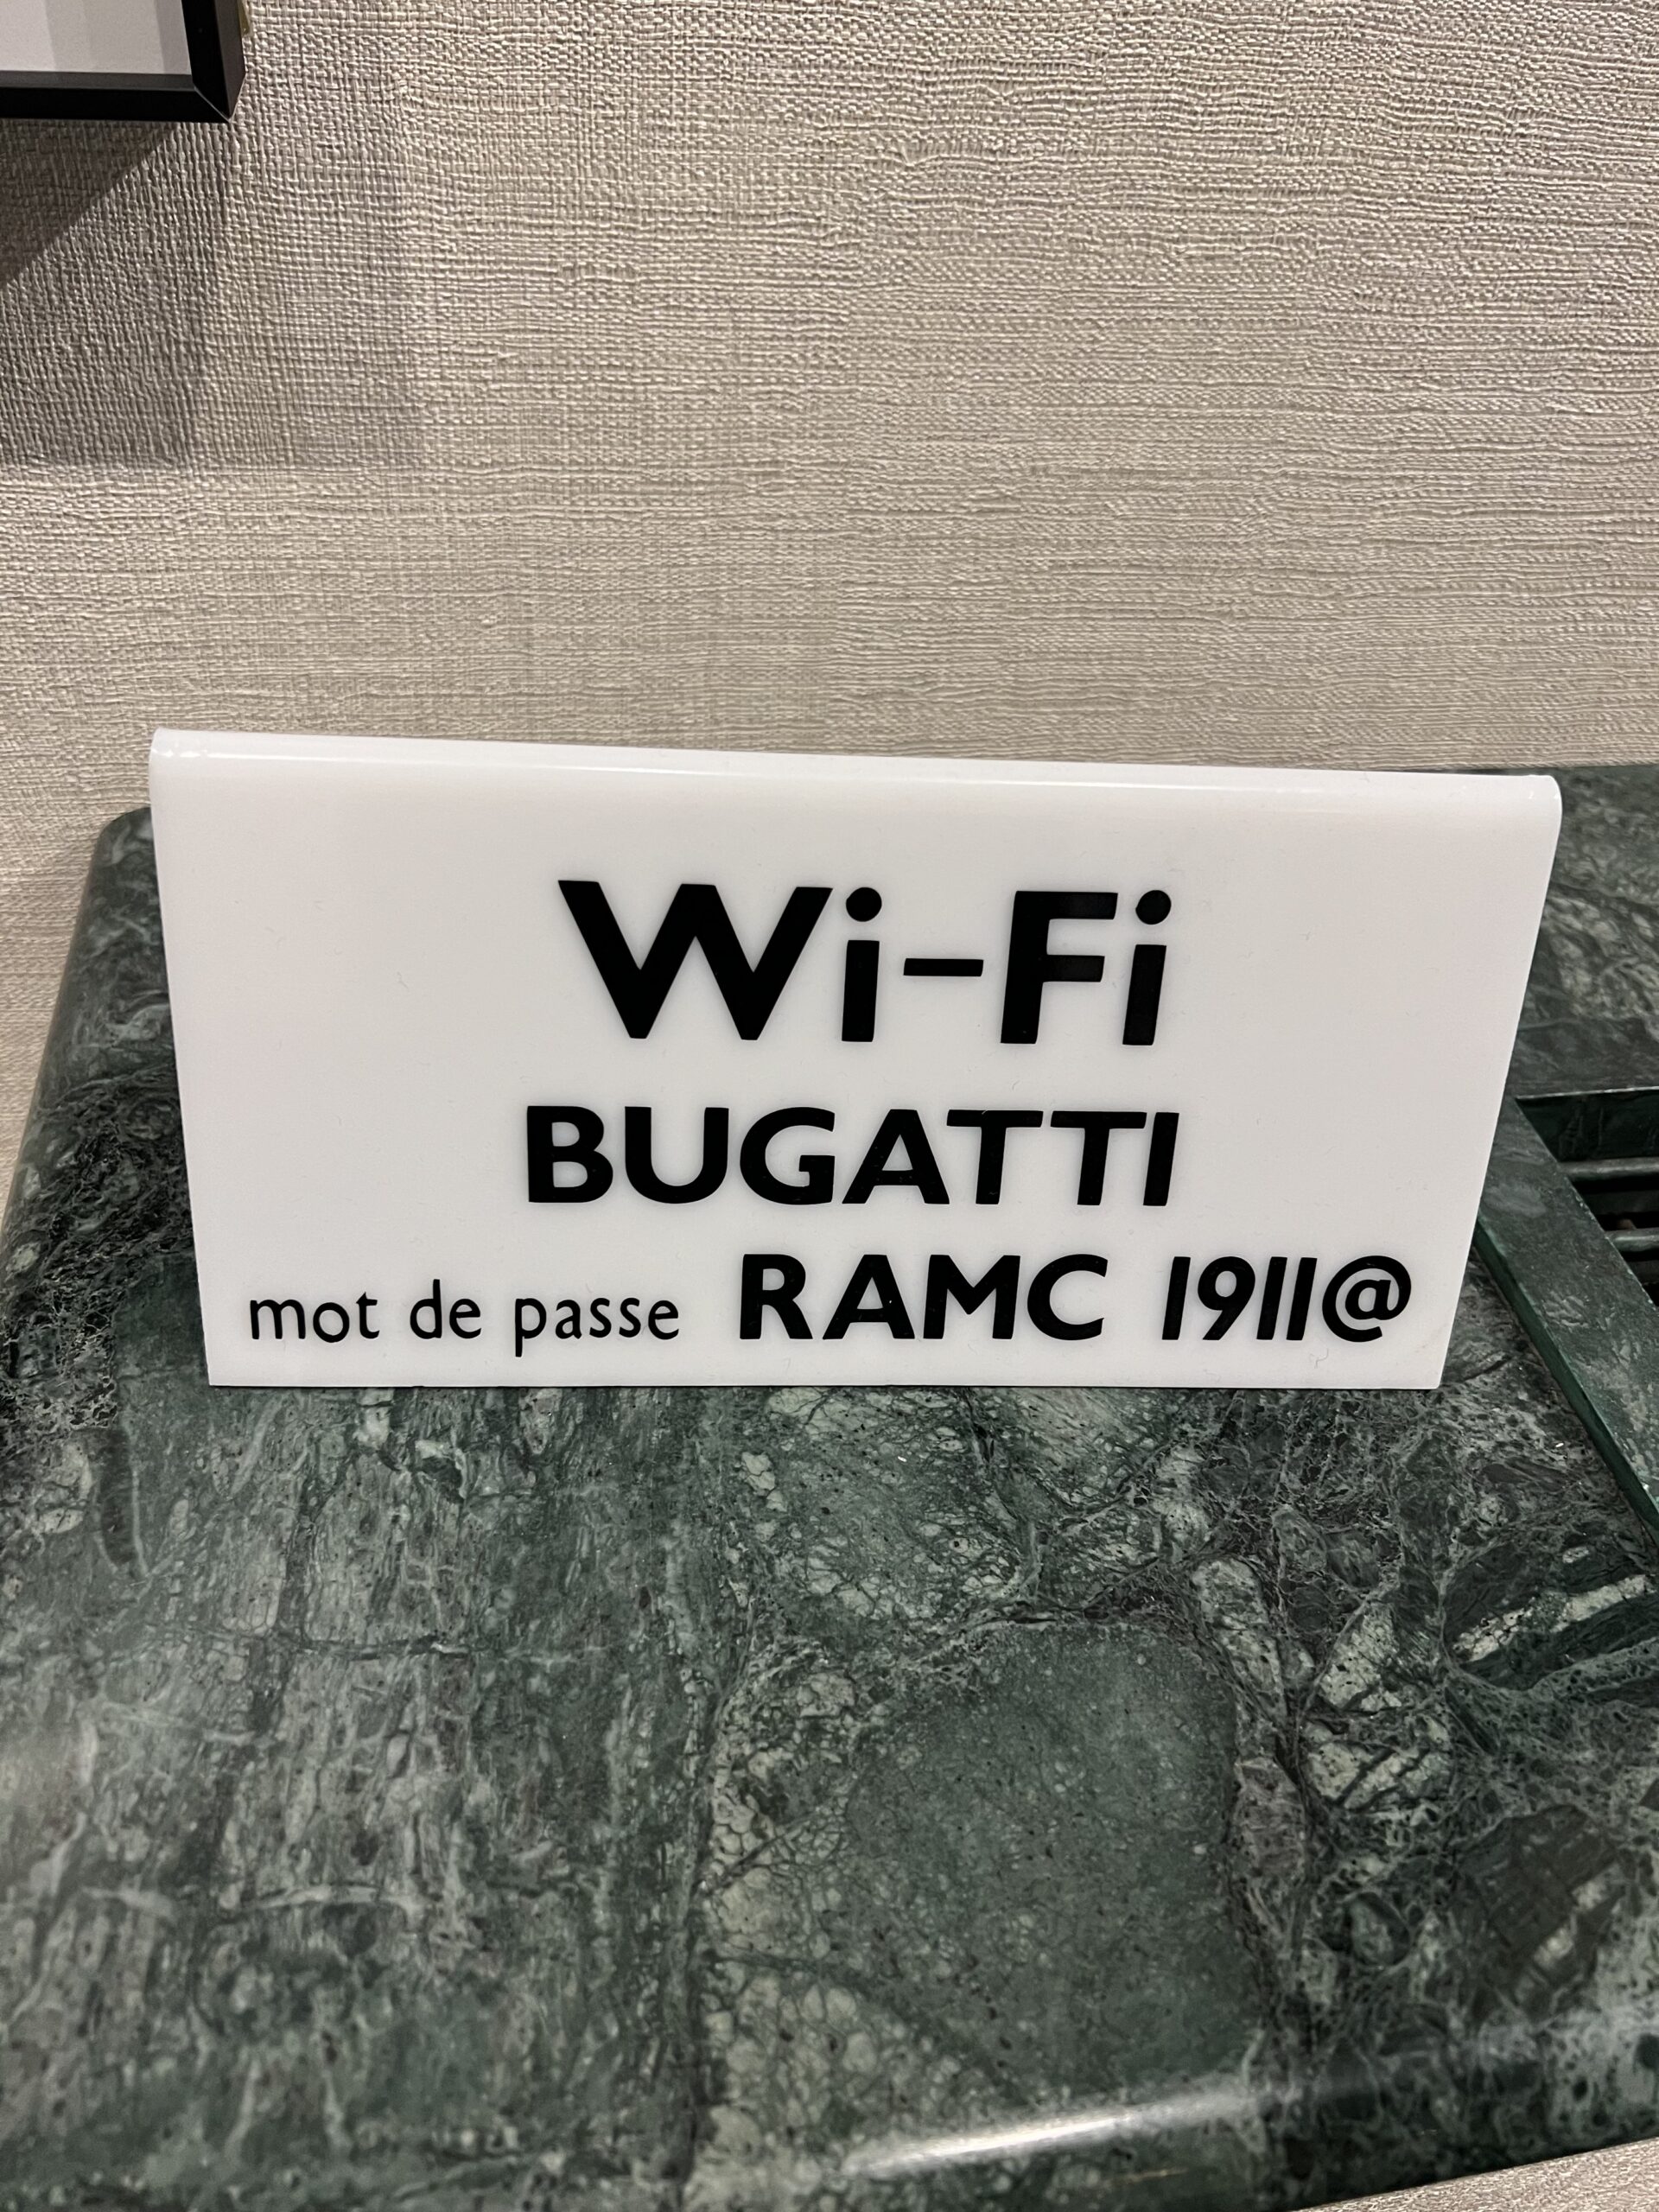 Wi-Fi
BUGATTI
mot de passe RAMC 1911@